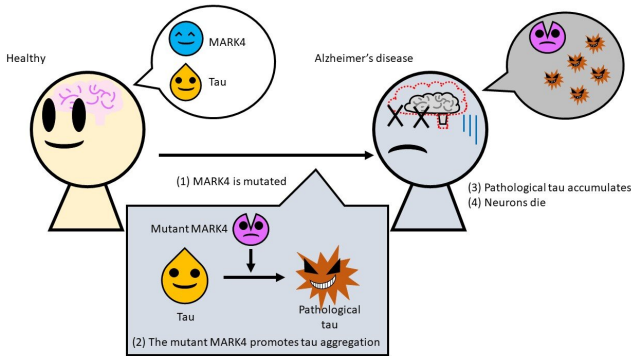 Healthy
MARK4
Tau
Alzheimer's disease
(1) MARK4 is mutated
(3) Pathological tau accumulates
(4) Neurons die
Mutant MARK4
Tau
Pathological
tau
(2) The mutant MARK4 promotes tau aggregation